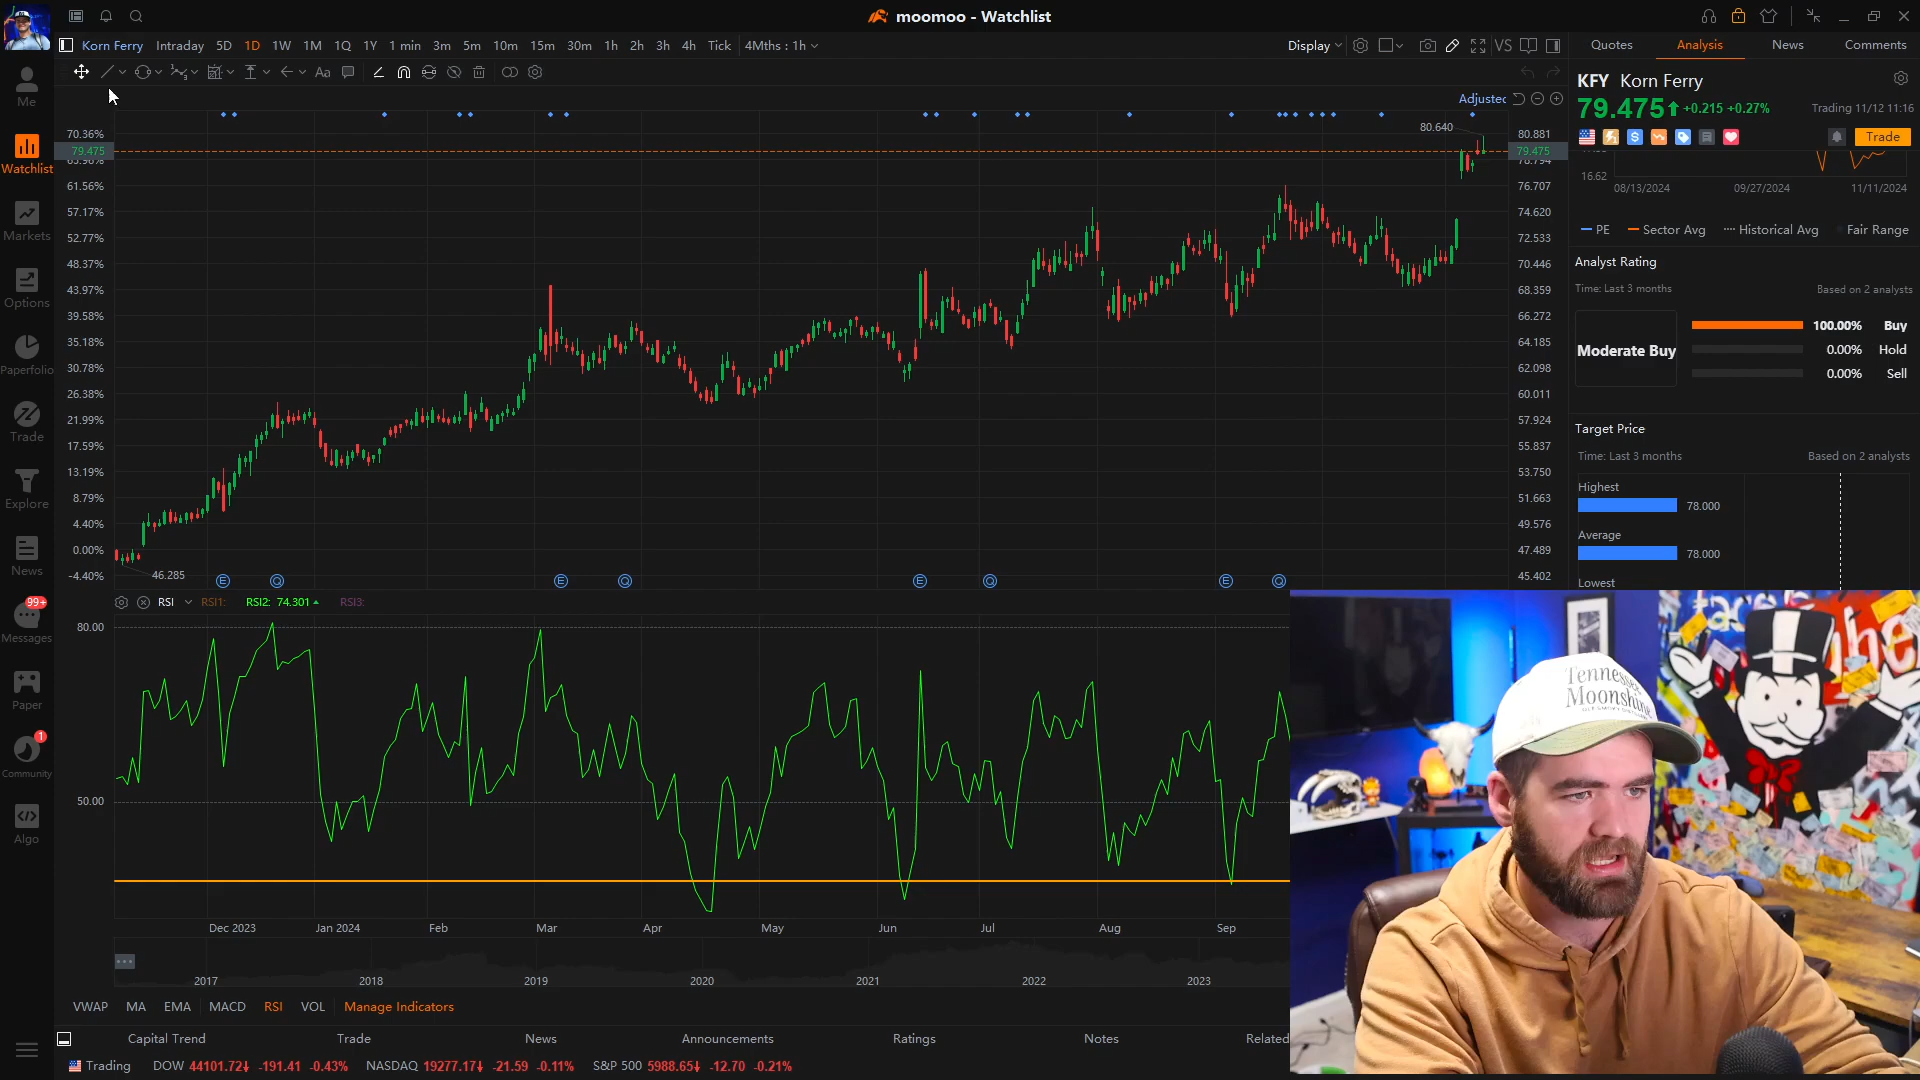 moomoo - Watchlist
Korn Ferry Intraday 5D 1D 1W 1M 1Q 1Y 1 min 3m 5m 10m 15m 30m 1h 2h 3h 4h Tick 4Mths : 1h Display VS
Quotes Analysis News Comments
Aa
Me
Watchlist
Markets
Options
Paperfolio
Trade
Explore
News
99+
Messages
Paper
1
Community
Algo
Adjusted
KFY Korn Ferry
79.475 +0.215 +0.27% Trading 11/12 11:16
Trade
16.62
08/13/2024 09/27/2024 11/11/2024
PE Sector Avg Historical Avg Fair Range
Analyst Rating
Time: Last 3 months Based on 2 analysts
Moderate Buy
100.00% Buy
0.00% Hold
0.00% Sell
Target Price
Time: Last 3 months Based on 2 analysts
Highest
78.000
Average
78.000
Lowest
80.640
70.36% 80.881
79.475 79.475
61.56% 76.707
57.17% 74.620
52.77% 72.533
48.37% 70.446
43.97% 68.359
39.58% 66.272
35.18% 64.185
30.78% 62.098
26.38% 60.011
21.99% 57.924
17.59% 55.837
13.19% 53.750
8.79% 51.663
4.40% 49.576
0.00% 47.489
-4.40% 46.285 45.402
E Q E Q E Q E Q
RSI RSI1: RSI2: 74.301 RSI3:
80.00
50.00
Dec 2023 Jan 2024 Feb Mar Apr May Jun Jul Aug Sep
2017 2018 2019 2020 2021 2022 2023
VWAP MA EMA MACD RSI VOL Manage Indicators
Capital Trend Trade News Announcements Ratings Notes Related
Trading DOW 44101.72 -191.41 -0.43% NASDAQ 19277.17 -21.59 -0.11% S&P 500 5988.65 -12.70 -0.21%
Tennessee
Moonshine